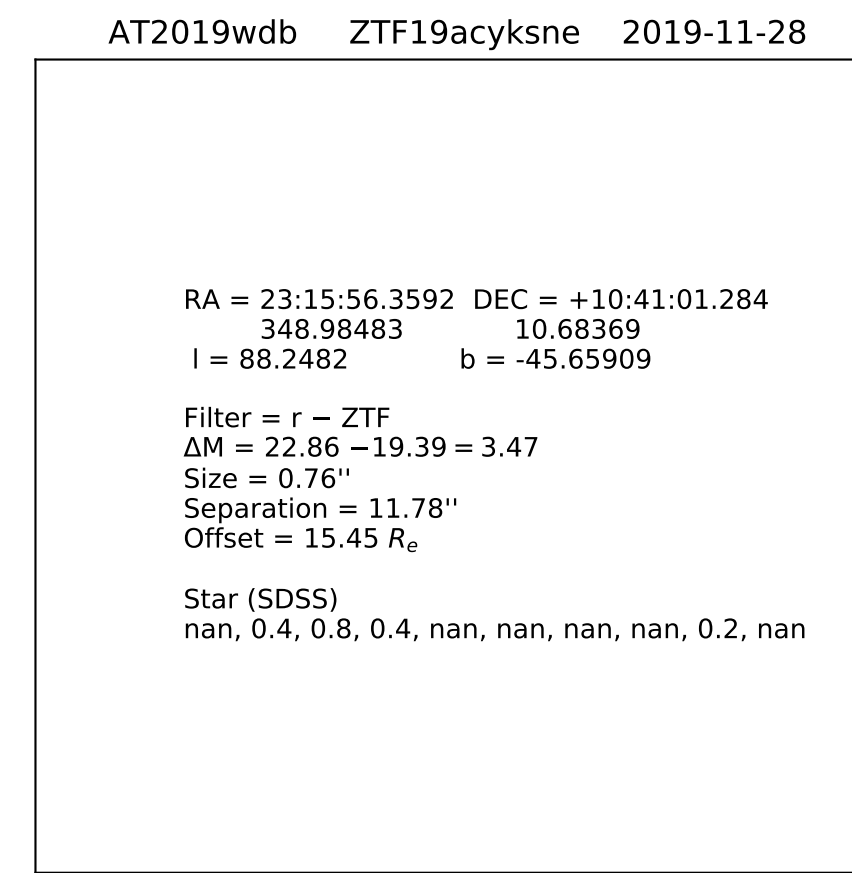 AT2019wdb ZTF19acyksne 2019-11-28
RA = 23:15:56.3592 DEC = +10:41:01.284
348.98483 10.68369
l = 88.2482 b = -45.65909
Filter = r − ZTF
ΔM = 22.86 −19.39 = 3.47
Size = 0.76''
Separation = 11.78''
Offset = 15.45 Re
Star (SDSS)
nan, 0.4, 0.8, 0.4, nan, nan, nan, nan, 0.2, nan